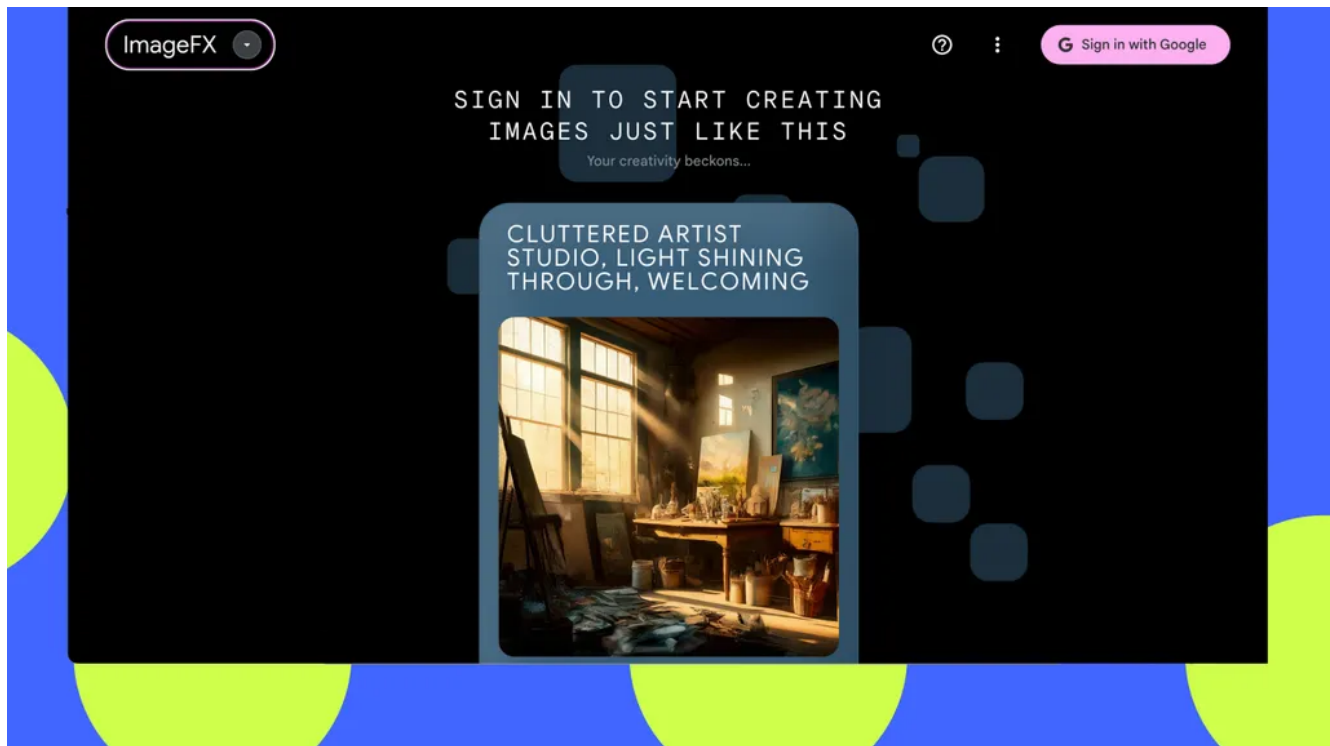 ImageFX
Sign in with Google
SIGN IN TO START CREATING
IMAGES JUST LIKE THIS
Your creativity beckons...
CLUTTERED ARTIST
STUDIO, LIGHT SHINING
THROUGH, WELCOMING